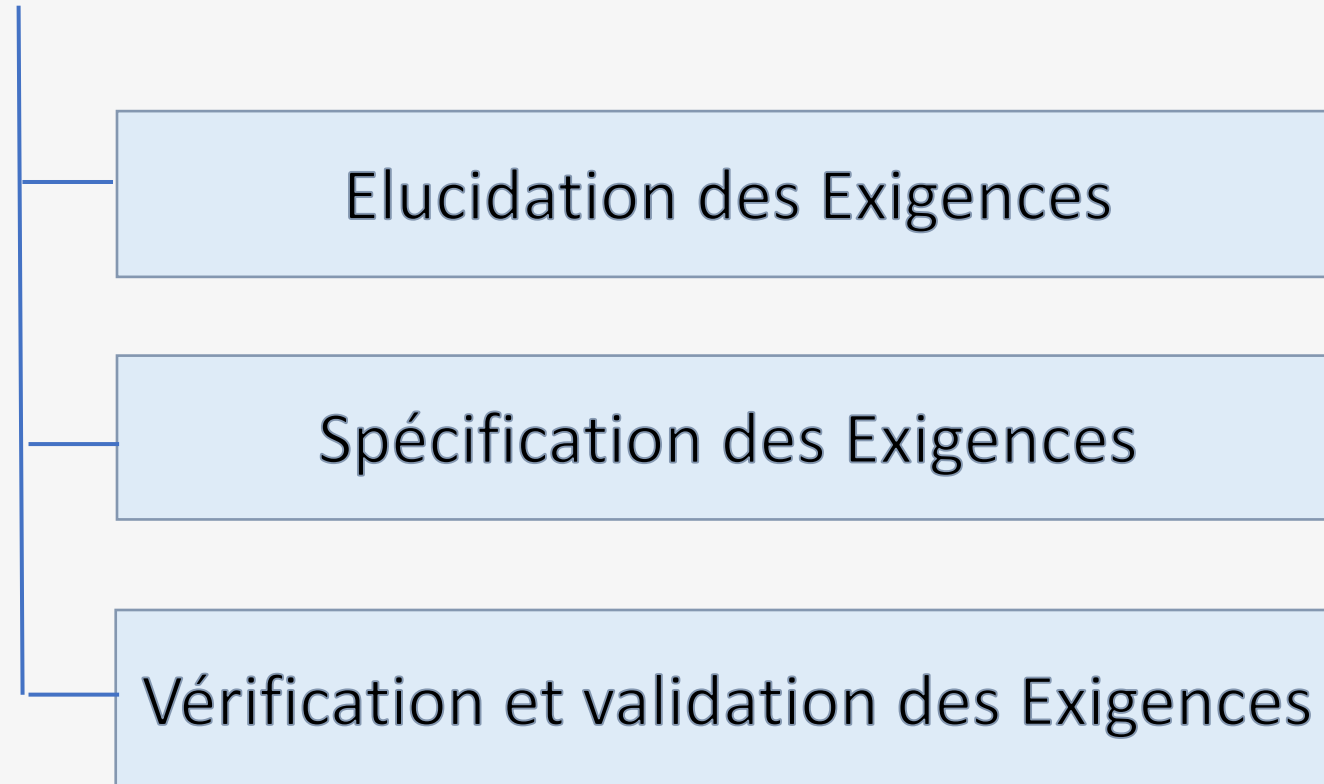 Elucidation des Exigences
Spécification des Exigences
Vérification et validation des Exigences